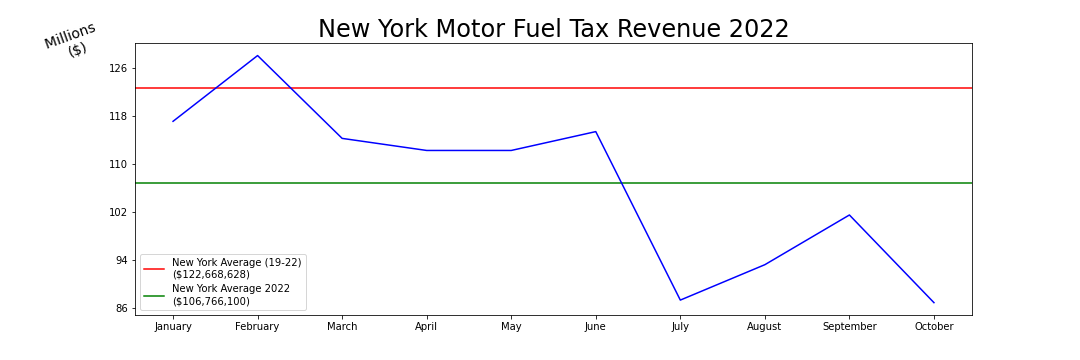 New York Motor Fuel Tax Revenue 2022
Millions
($)
126
118
110
102
94
86
New York Average (19-22)
($122,668,628)
New York Average 2022
($106,766,100)
January February March April May June July August September October